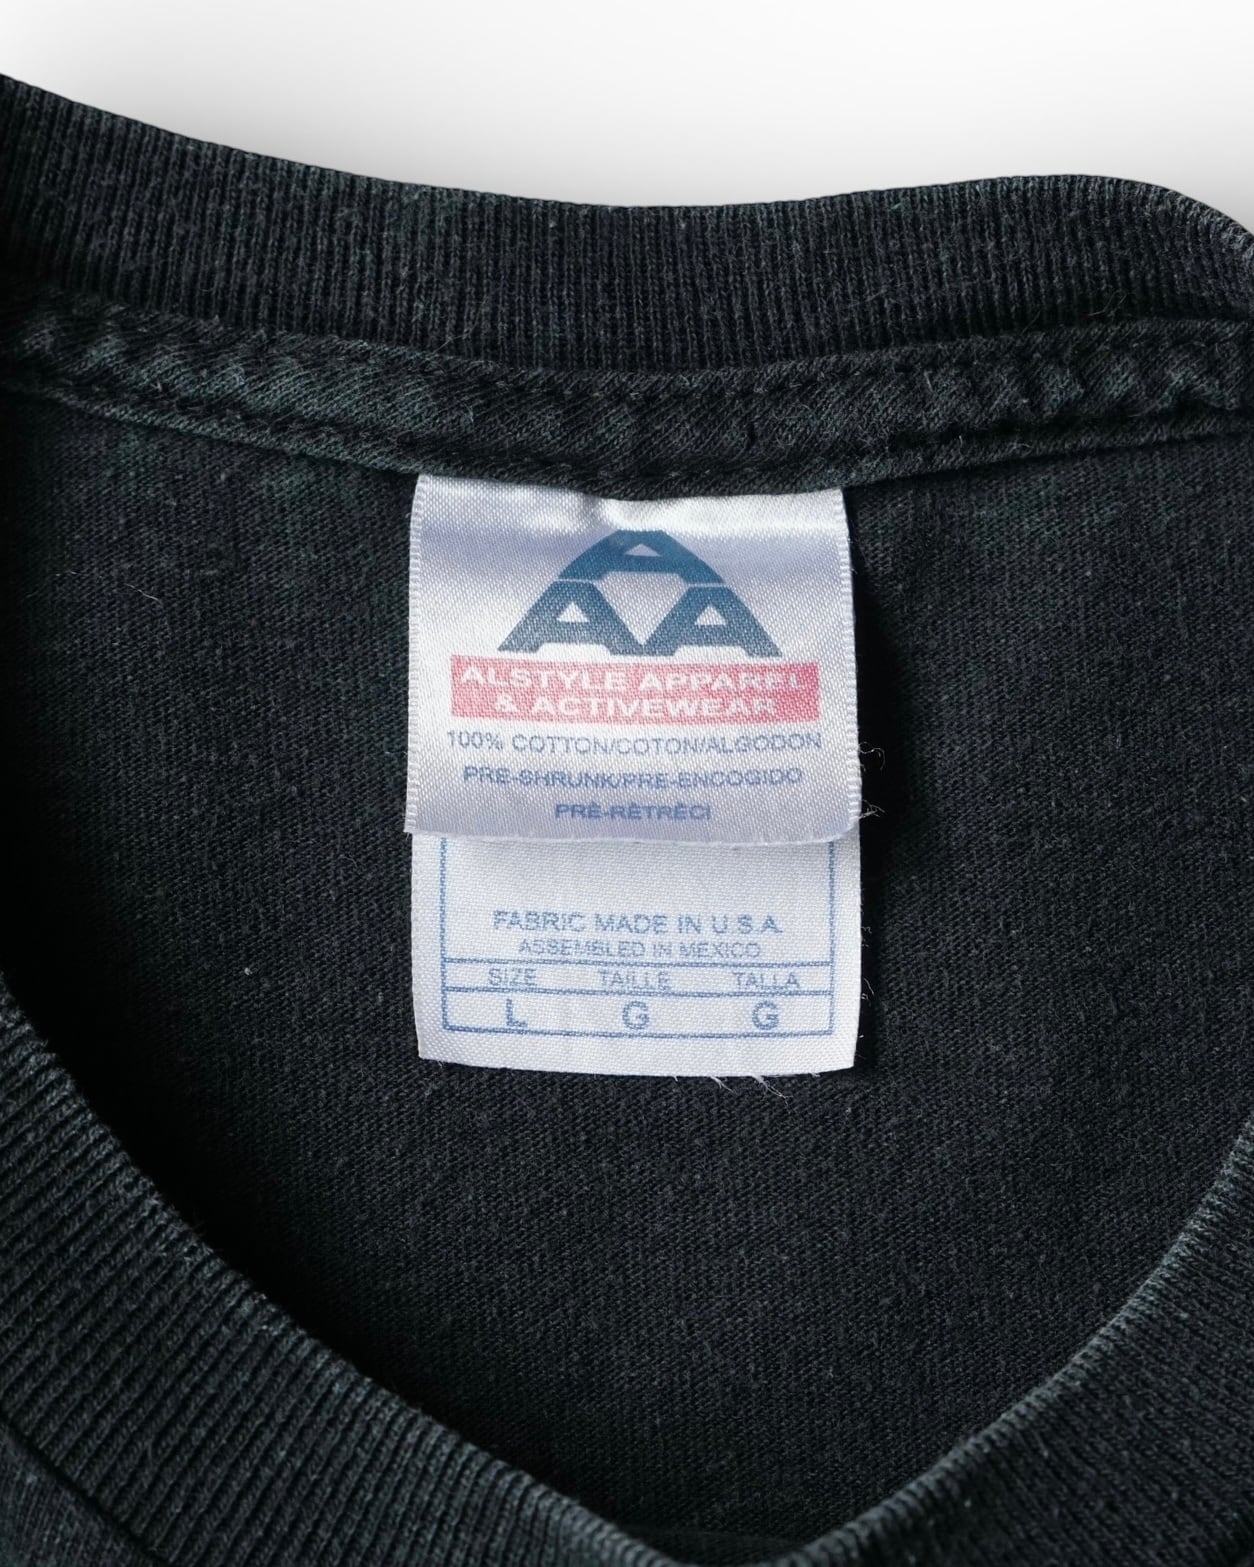 AAA
ALSTYLE APPAREL
& ACTIVEWEAR
100% COTTON/COTON/ALGODON
PRE-SHRUNK/PRE-ENCOGIDO
PRÉ-RÈTRÈCI
FABRIC MADE IN U.S.A.
ASSEMBLED IN MEXICO
SIZE TAILLE TALLA
L G G